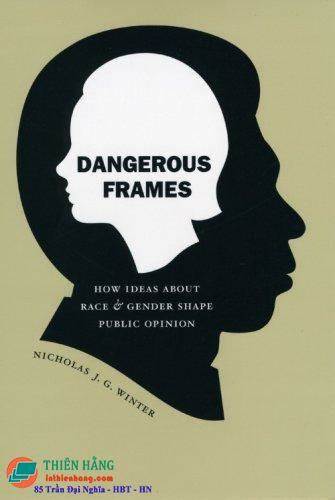 DANGEROUS
FRAMES
HOW IDEAS ABOUT
RACE & GENDER SHAPE
PUBLIC OPINION
NICHOLAS J. G. WINTER
THIÊN HẰNG
inthienhang.com
85 Trần Đại Nghĩa - HBT - HN